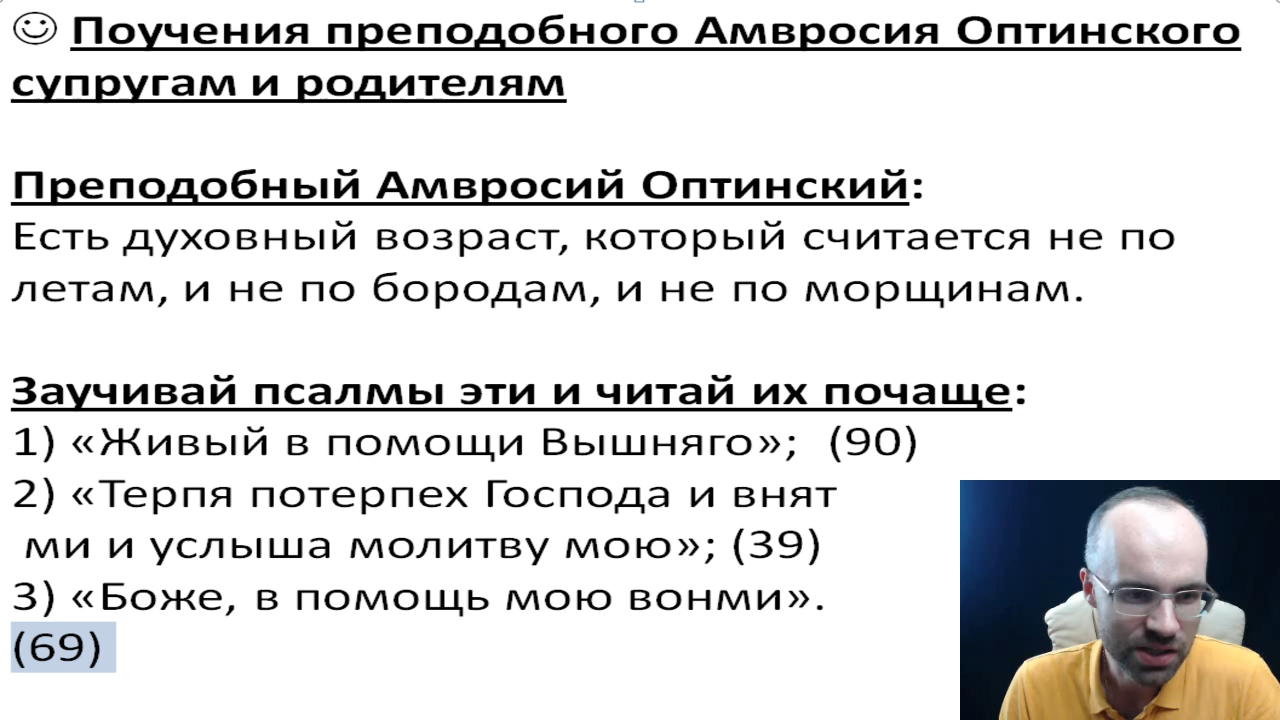 ☺ Поучения преподобного Амвросия Оптинского
супругам и родителям
Преподобный Амвросий Оптинский:
Есть духовный возраст, который считается не по
летам, и не по бородам, и не по морщинам.
Заучивай псалмы эти и читай их почаще:
1) «Живый в помощи Вышняго»; (90)
2) «Терпя потерпех Господа и внят
ми и услыша молитву мою»; (39)
3) «Боже, в помощь мою вонми».
(69)